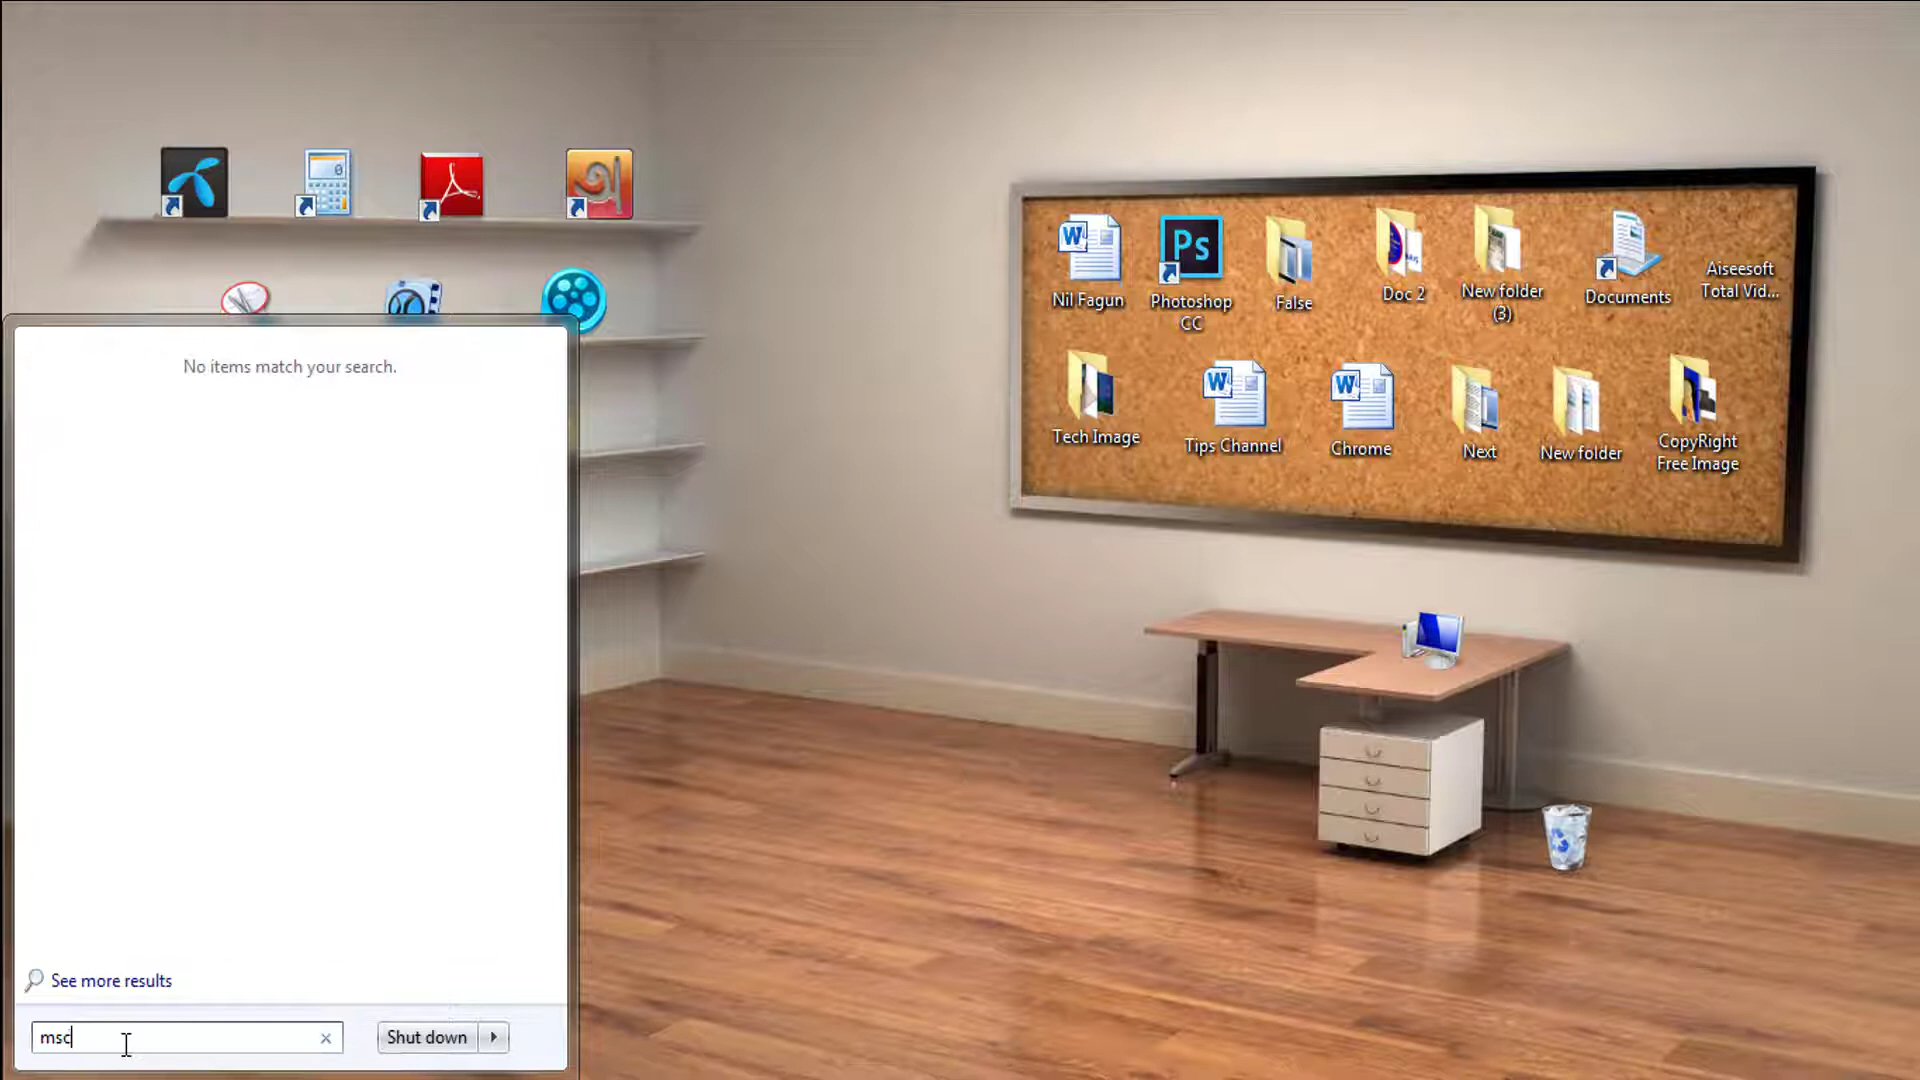 Nil Fagun
Photoshop
CC
Ps
False
Doc 2
New folder
(3)
Documents
Aiseesoft
Total Vid...
Tech Image
Tips Channel
Chrome
Next
New folder
CopyRight
Free Image
No items match your search.
See more results
msc
Shut down